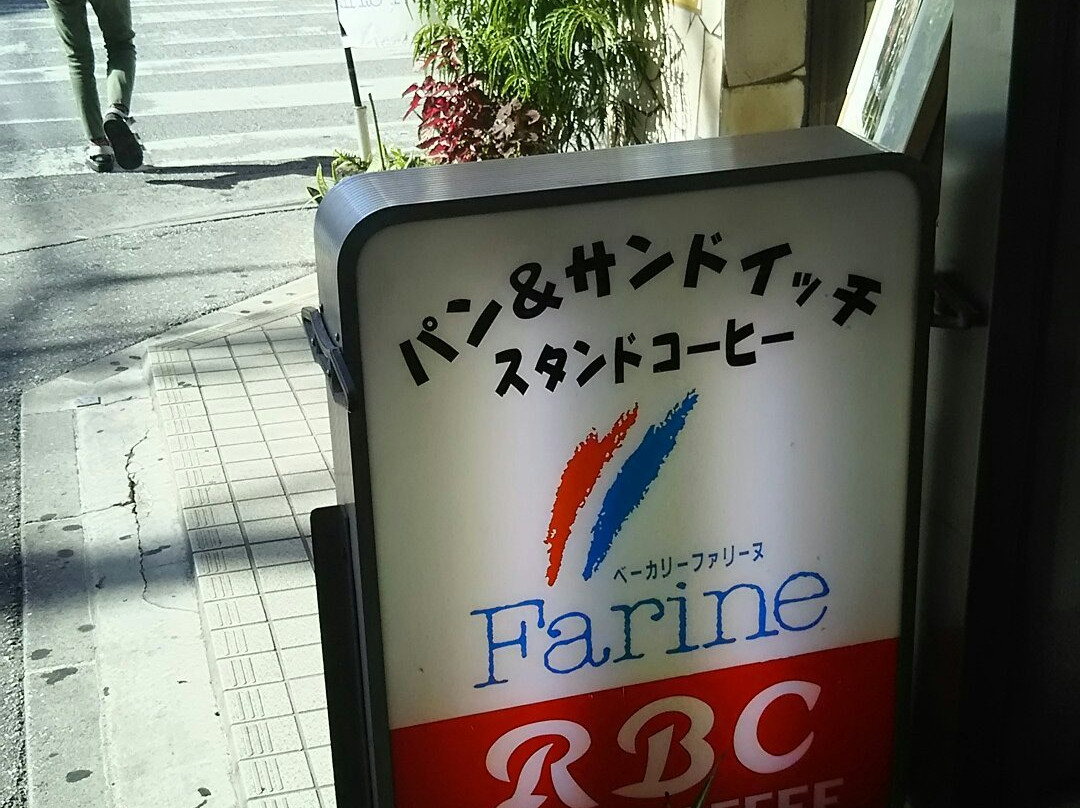 パン&サンドイッチ
スタンドコーヒー
ベーカリーファリーヌ
Farine
RBC